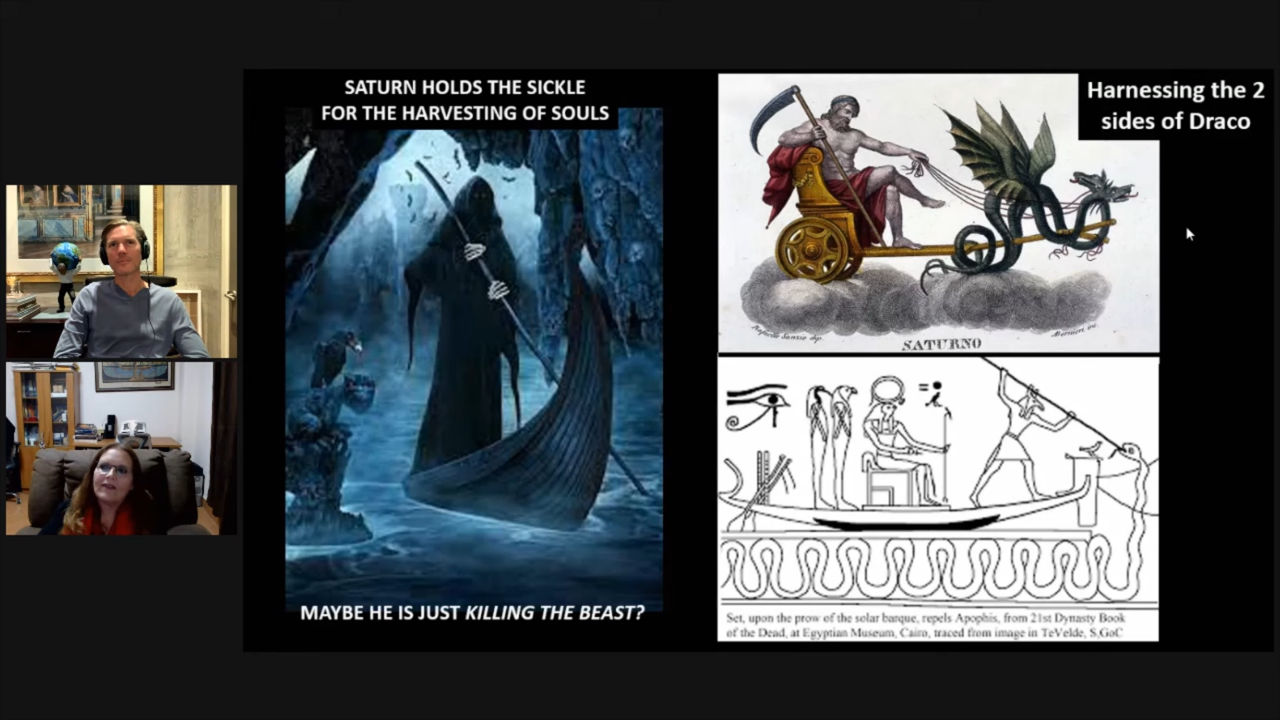 SATURN HOLDS THE SICKLE
FOR THE HARVESTING OF SOULS
MAYBE HE IS JUST KILLING THE BEAST?
Harnessing the 2
sides of Draco
SATURNO
Set, upon the prow of the solar barque, repels Apophis, from 21st Dynasty Book
of the Dead, at Egyptian Museum, Cairo, traced from image in TeVelde, S,GoC